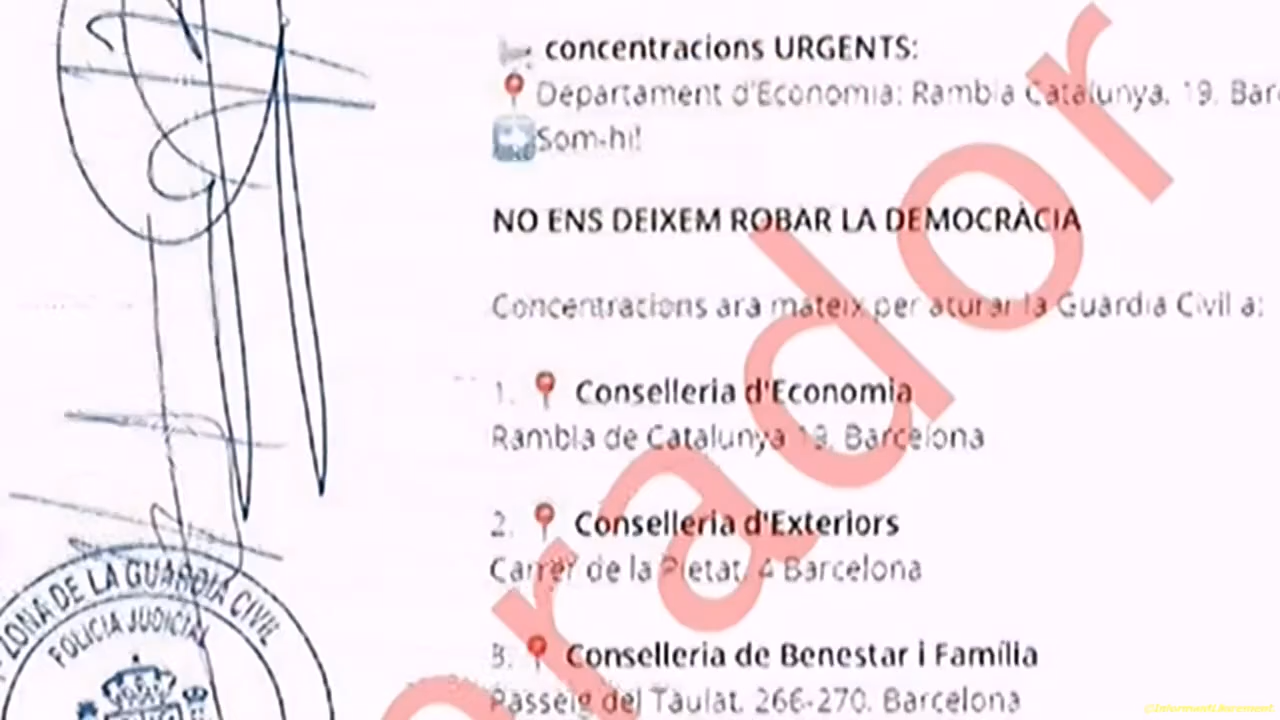 concentracions URGENTS:
Departament d'Economia: Rambla Catalunya, 19, Barc
Som-hi!
NO ENS DEIXEM ROBAR LA DEMOCRÀCIA
Concentracions ara mateix per aturar la Guàrdia Civil a:
1. Conselleria d'Economia
Rambla de Catalunya 19, Barcelona
2. Conselleria d'Exteriors
Carrer de la Pietat, 4 Barcelona
3. Conselleria de Benestar i Família
Passeig del Taulat, 266-270, Barcelona
rador
ZONA DE LA GUARDIA CIVIL
POLICIA JUDICIAL